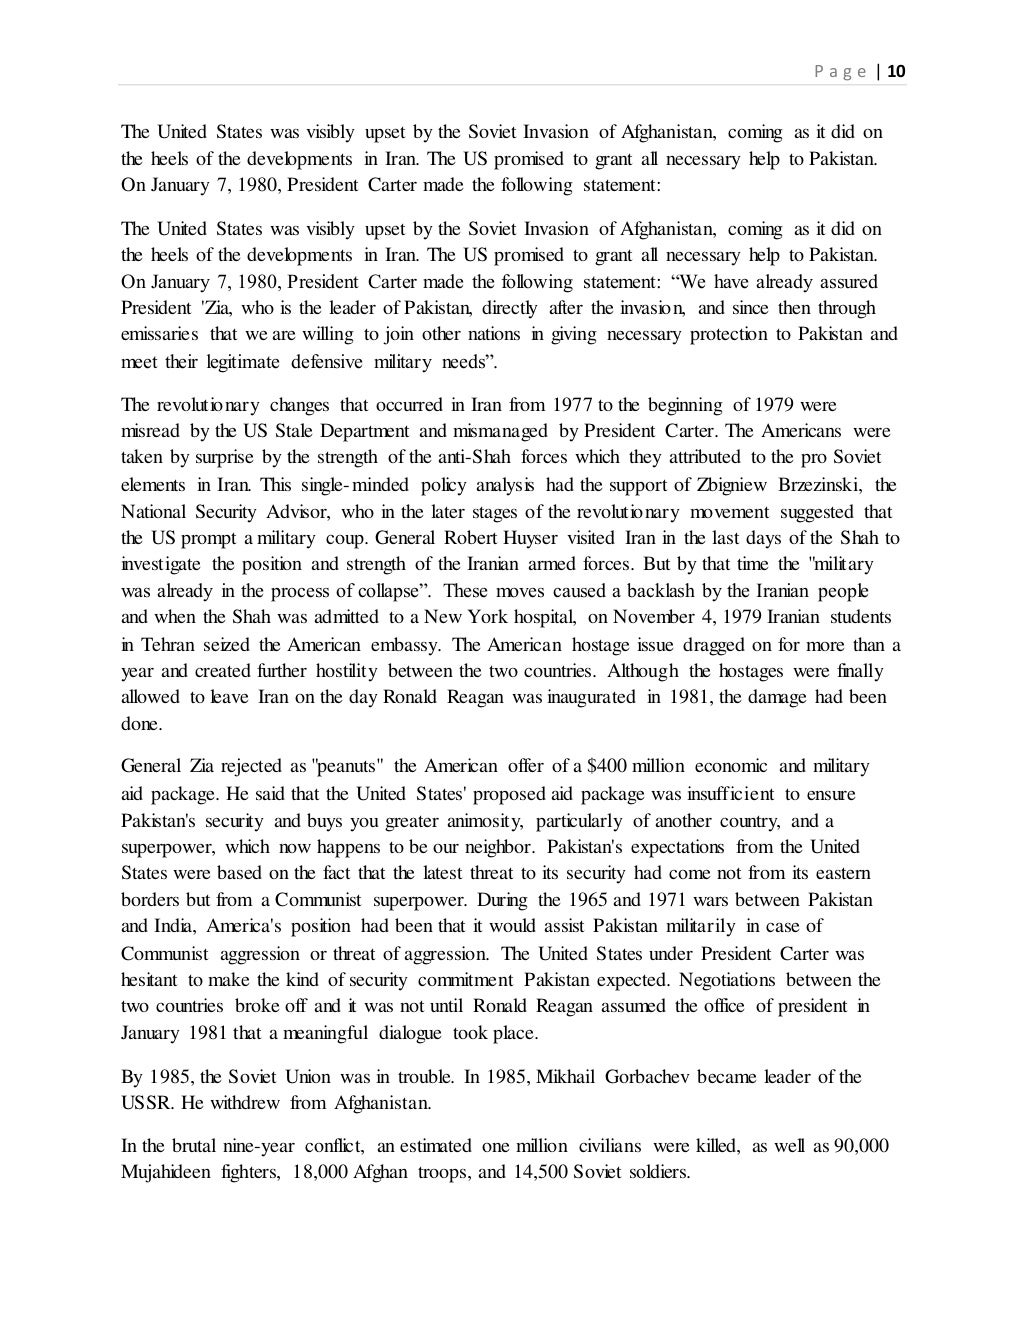 Page | 10
The United States was visibly upset by the Soviet Invasion of Afghanistan, coming as it did on
the heels of the developments in Iran. The US promised to grant all necessary help to Pakistan.
On January 7, 1980, President Carter made the following statement:
The United States was visibly upset by the Soviet Invasion of Afghanistan, coming as it did on
the heels of the developments in Iran. The US promised to grant all necessary help to Pakistan.
On January 7, 1980, President Carter made the following statement: “We have already assured
President 'Zia, who is the leader of Pakistan, directly after the invasion, and since then through
emissaries that we are willing to join other nations in giving necessary protection to Pakistan and
meet their legitimate defensive military needs”.
The revolutionary changes that occurred in Iran from 1977 to the beginning of 1979 were
misread by the US Stale Department and mismanaged by President Carter. The Americans were
taken by surprise by the strength of the anti-Shah forces which they attributed to the pro Soviet
elements in Iran. This single-minded policy analysis had the support of Zbigniew Brzezinski, the
National Security Advisor, who in the later stages of the revolutionary movement suggested that
the US prompt a military coup. General Robert Huyser visited Iran in the last days of the Shah to
investigate the position and strength of the Iranian armed forces. But by that time the "military
was already in the process of collapse”. These moves caused a backlash by the Iranian people
and when the Shah was admitted to a New York hospital, on November 4, 1979 Iranian students
in Tehran seized the American embassy. The American hostage issue dragged on for more than a
year and created further hostility between the two countries. Although the hostages were finally
allowed to leave Iran on the day Ronald Reagan was inaugurated in 1981, the damage had been
done.
General Zia rejected as "peanuts" the American offer of a $400 million economic and military
aid package. He said that the United States' proposed aid package was insufficient to ensure
Pakistan's security and buys you greater animosity, particularly of another country, and a
superpower, which now happens to be our neighbor. Pakistan's expectations from the United
States were based on the fact that the latest threat to its security had come not from its eastern
borders but from a Communist superpower. During the 1965 and 1971 wars between Pakistan
and India, America's position had been that it would assist Pakistan militarily in case of
Communist aggression or threat of aggression. The United States under President Carter was
hesitant to make the kind of security commitment Pakistan expected. Negotiations between the
two countries broke off and it was not until Ronald Reagan assumed the office of president in
January 1981 that a meaningful dialogue took place.
By 1985, the Soviet Union was in trouble. In 1985, Mikhail Gorbachev became leader of the
USSR. He withdrew from Afghanistan.
In the brutal nine-year conflict, an estimated one million civilians were killed, as well as 90,000
Mujahideen fighters, 18,000 Afghan troops, and 14,500 Soviet soldiers.